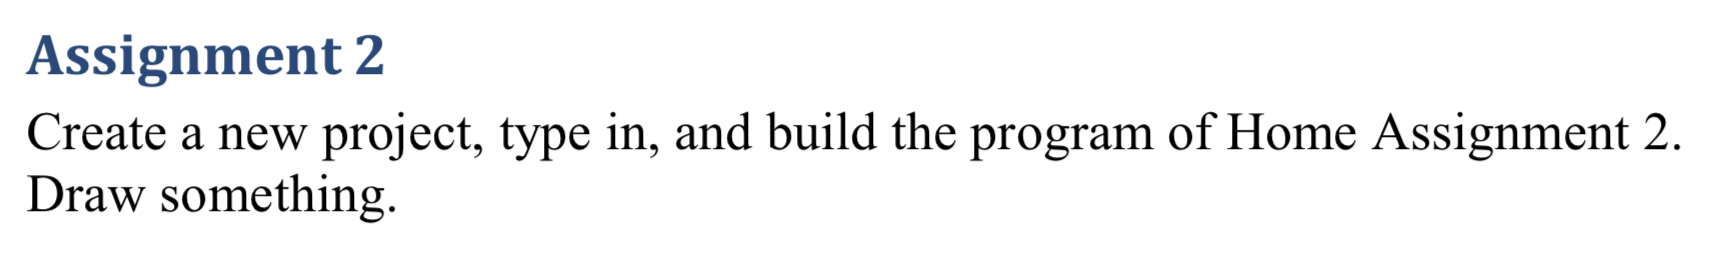 Assignment 2
Create a new project, type in, and build the program of Home Assignment 2.
Draw something.